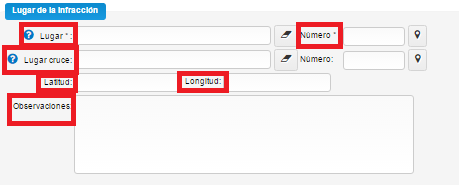 Lugar de la Infracción
Lugar *: Número *
Lugar cruce: Número:
Latitud: Longitud:
Observaciones: